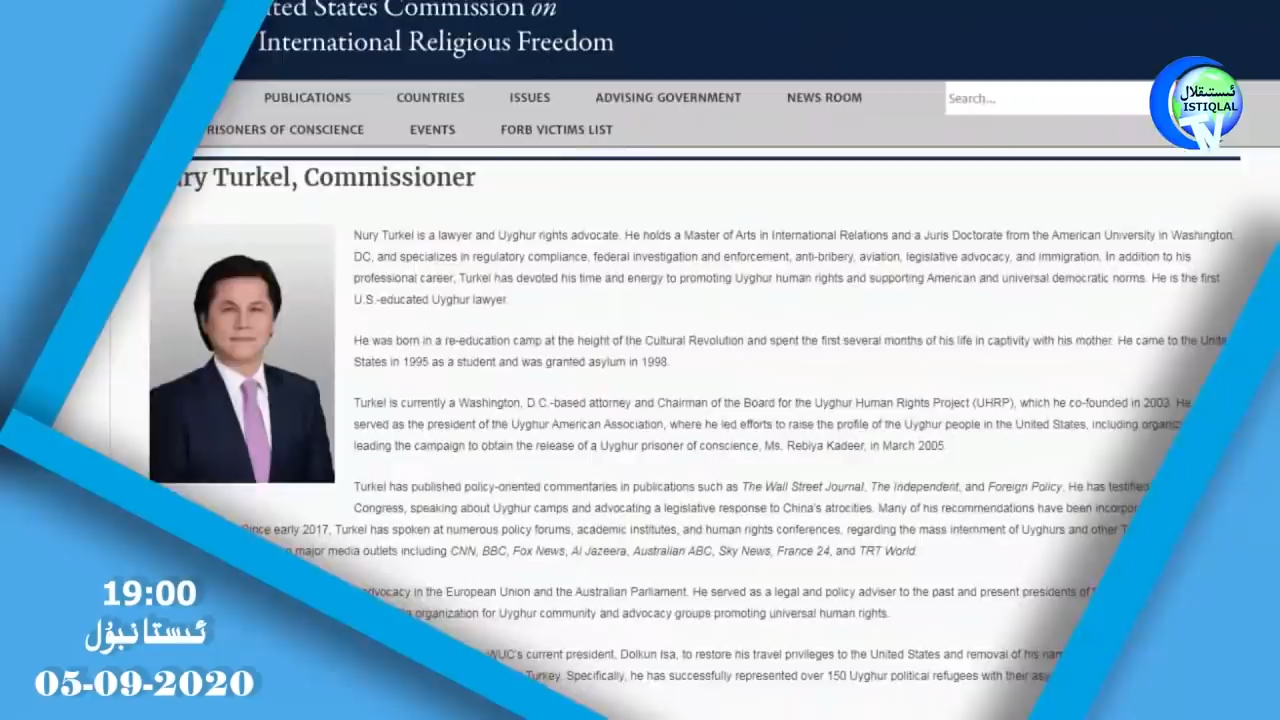 ted States Commission on
International Religious Freedom
PUBLICATIONS COUNTRIES ISSUES ADVISING GOVERNMENT NEWS ROOM
Search...
RISONERS OF CONSCIENCE EVENTS FORB VICTIMS LIST
ئىستىقلال
ISTIQLAL
TV
ry Turkel, Commissioner
Nury Turkel is a lawyer and Uyghur rights advocate. He holds a Master of Arts in International Relations and a Juris Doctorate from the American University in Washington,
DC, and specializes in regulatory compliance, federal investigation and enforcement, anti-bribery, aviation, legislative advocacy, and immigration. In addition to his
professional career, Turkel has devoted his time and energy to promoting Uyghur human rights and supporting American and universal democratic norms. He is the first
U.S.-educated Uyghur lawyer.
He was born in a re-education camp at the height of the Cultural Revolution and spent the first several months of his life in captivity with his mother. He came to the Unite
States in 1995 as a student and was granted asylum in 1998.
Turkel is currently a Washington, D.C.-based attorney and Chairman of the Board for the Uyghur Human Rights Project (UHRP), which he co-founded in 2003. He
served as the president of the Uyghur American Association, where he led efforts to raise the profile of the Uyghur people in the United States, including organiz
leading the campaign to obtain the release of a Uyghur prisoner of conscience, Ms. Rebiya Kadeer, in March 2005.
Turkel has published policy-oriented commentaries in publications such as The Wall Street Journal, The Independent, and Foreign Policy. He has testified
Congress, speaking about Uyghur camps and advocating a legislative response to China's atrocities. Many of his recommendations have been incorpor
ince early 2017, Turkel has spoken at numerous policy forums, academic institutes, and human rights conferences, regarding the mass internment of Uyghurs and other T
major media outlets including CNN, BBC, Fox News, Al Jazeera, Australian ABC, Sky News, France 24, and TRT World.
advocacy in the European Union and the Australian Parliament. He served as a legal and policy adviser to the past and present presidents of
organization for Uyghur community and advocacy groups promoting universal human rights.
WUC's current president, Dolkun Isa, to restore his travel privileges to the United States and removal of his nam
Turkey. Specifically, he has successfully represented over 150 Uyghur political refugees with their asy
19:00
ئىستانبۇل
05-09-2020